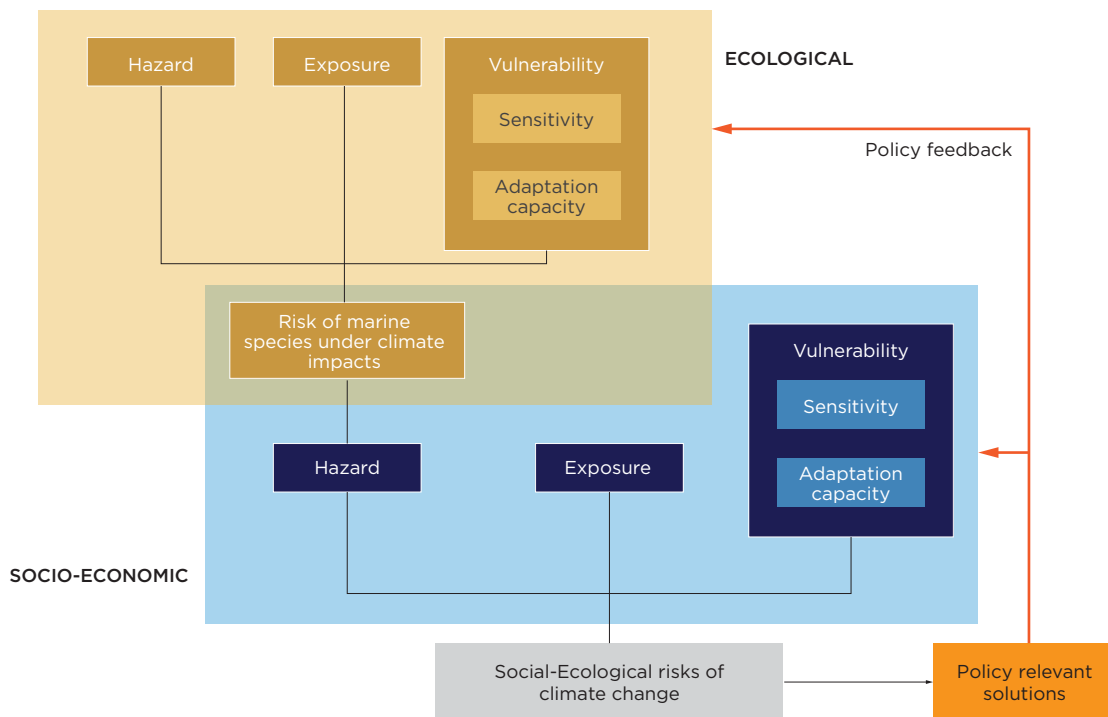 Hazard
Exposure
Vulnerability
Sensitivity
Adaptation
capacity
ECOLOGICAL
Policy feedback
Risk of marine
species under climate
impacts
Vulnerability
Sensitivity
Adaptation
capacity
Hazard
Exposure
SOCIO-ECONOMIC
Social-Ecological risks of
climate change
Policy relevant
solutions